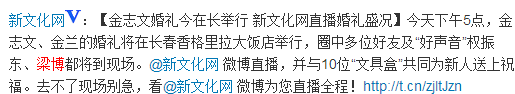 新文化网V：【金志文婚礼今在长举行 新文化网直播婚礼盛况】今天下午5点，金
志文、金兰的婚礼将在长春香格里拉大饭店举行，圈中多位好友及“好声音”权振
东、梁博都将到现场。@新文化网 微博直播，并与10位“文具盒”共同为新人送上祝
福。去不了现场别急，看@新文化网 微博为您直播全程！http://t.cn/zjltJzn